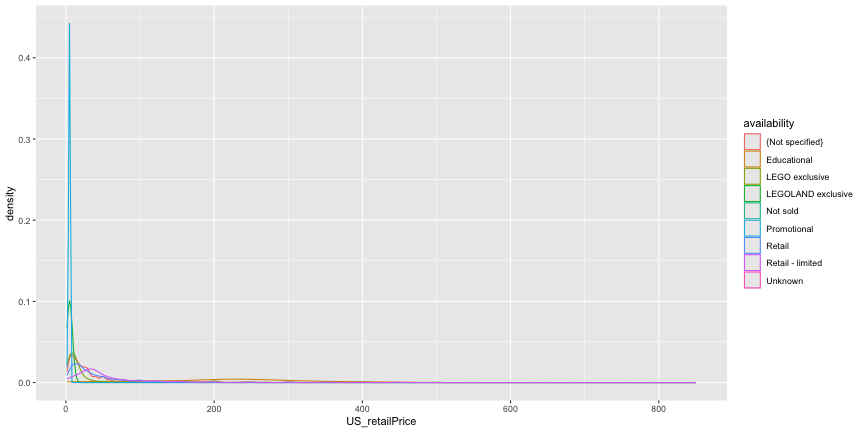 0.4
0.3
0.2
0.1
0.0
density
0
200
400
600
800
US_retailPrice
availability
{Not specified}
Educational
LEGO exclusive
LEGOLAND exclusive
Not sold
Promotional
Retail
Retail - limited
Unknown